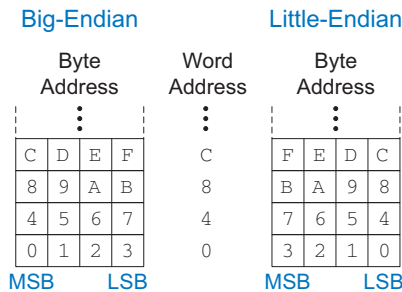 Big-Endian Little-Endian
Byte Address Word Address Byte Address
C D E F C F E D C
8 9 A B 8 B A 9 8
4 5 6 7 4 7 6 5 4
0 1 2 3 0 3 2 1 0
MSB LSB MSB LSB